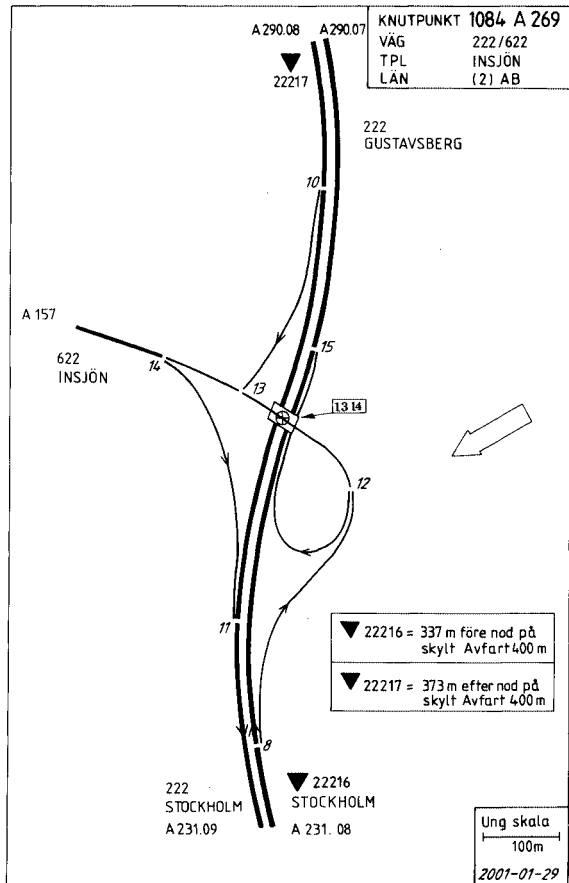 KNUTPUNKT 1084 A 269
VÄG 222/622
TPL INSJÖN
LÄN (2) AB
A 290.08 A 290.07
22217
222
GUSTAVSBERG
10
A 157
15
622
INSJÖN
14
13
13 14
12
11
22216 = 337 m före nod på
skylt Avfart 400 m
22217 = 373 m efter nod på
skylt Avfart 400 m
8
222
STOCKHOLM
A 231.09
22216
STOCKHOLM
A 231.08
Ung skala
100m
2001-01-29